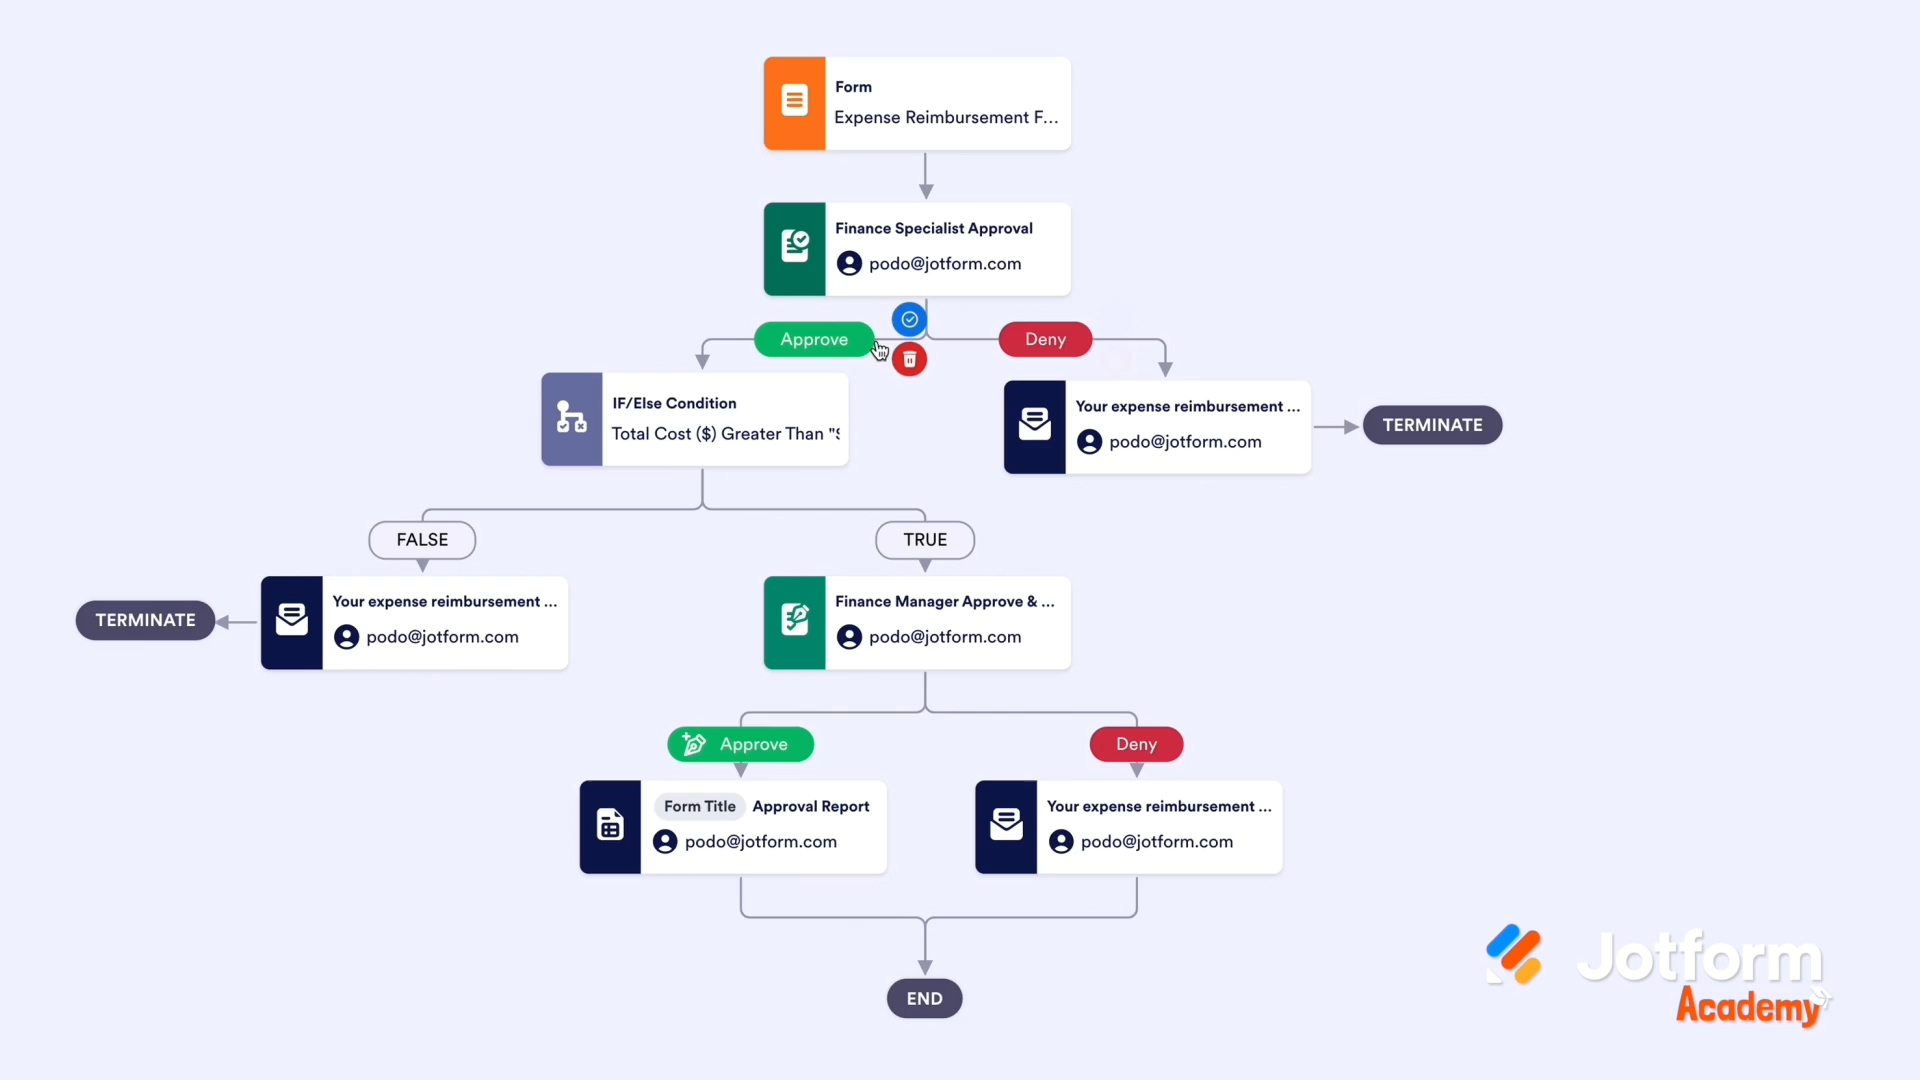 Form
Expense Reimbursement F...
Finance Specialist Approval
podo@jotform.com
Approve
Deny
IF/Else Condition
Total Cost ($) Greater Than "
Your expense reimbursement ...
podo@jotform.com
TERMINATE
FALSE
TRUE
TERMINATE
Your expense reimbursement ...
podo@jotform.com
Finance Manager Approve & ...
podo@jotform.com
Approve
Deny
Form Title Approval Report
podo@jotform.com
Your expense reimbursement ...
podo@jotform.com
END
Jotform
Academy